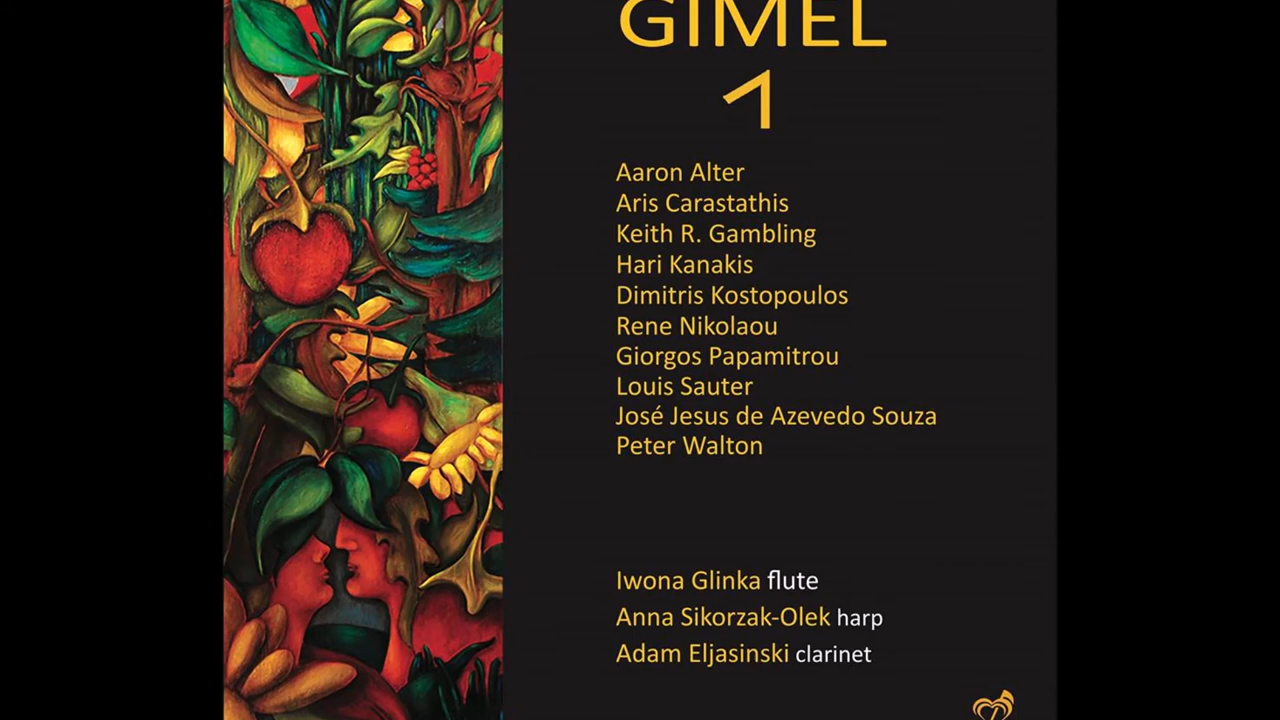 GIMEL
1
Aaron Alter
Aris Carastathis
Keith R. Gambling
Hari Kanakis
Dimitris Kostopoulos
Rene Nikolaou
Giorgos Papamitrou
Louis Sauter
José Jesus de Azevedo Souza
Peter Walton
Iwona Glinka flute
Anna Sikorzak-Olek harp
Adam Eljasinski clarinet